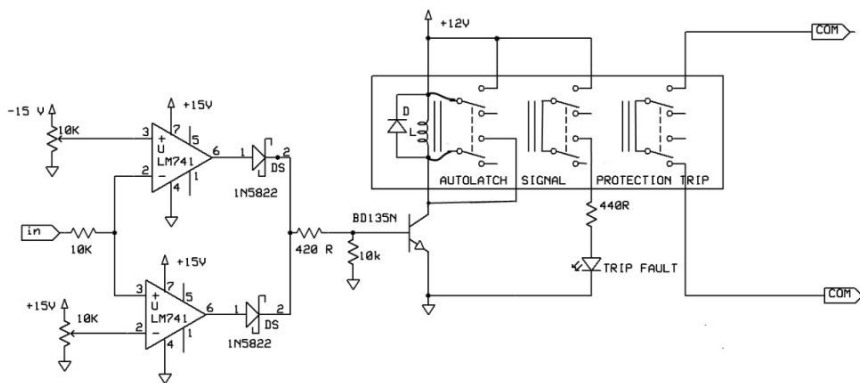 +12V
COM
-15 V
+15V
10K
3
7
5
+
U
LM741
6
1
2
DS
1N5822
2
-
4
1
D
L
AUTOLATCH
SIGNAL
PROTECTION TRIP
in
10K
420 R
10k
BD135N
440R
TRIP FAULT
+15V
+15V
10K
3
7
5
+
U
LM741
6
1
2
DS
1N5822
2
-
4
1
COM